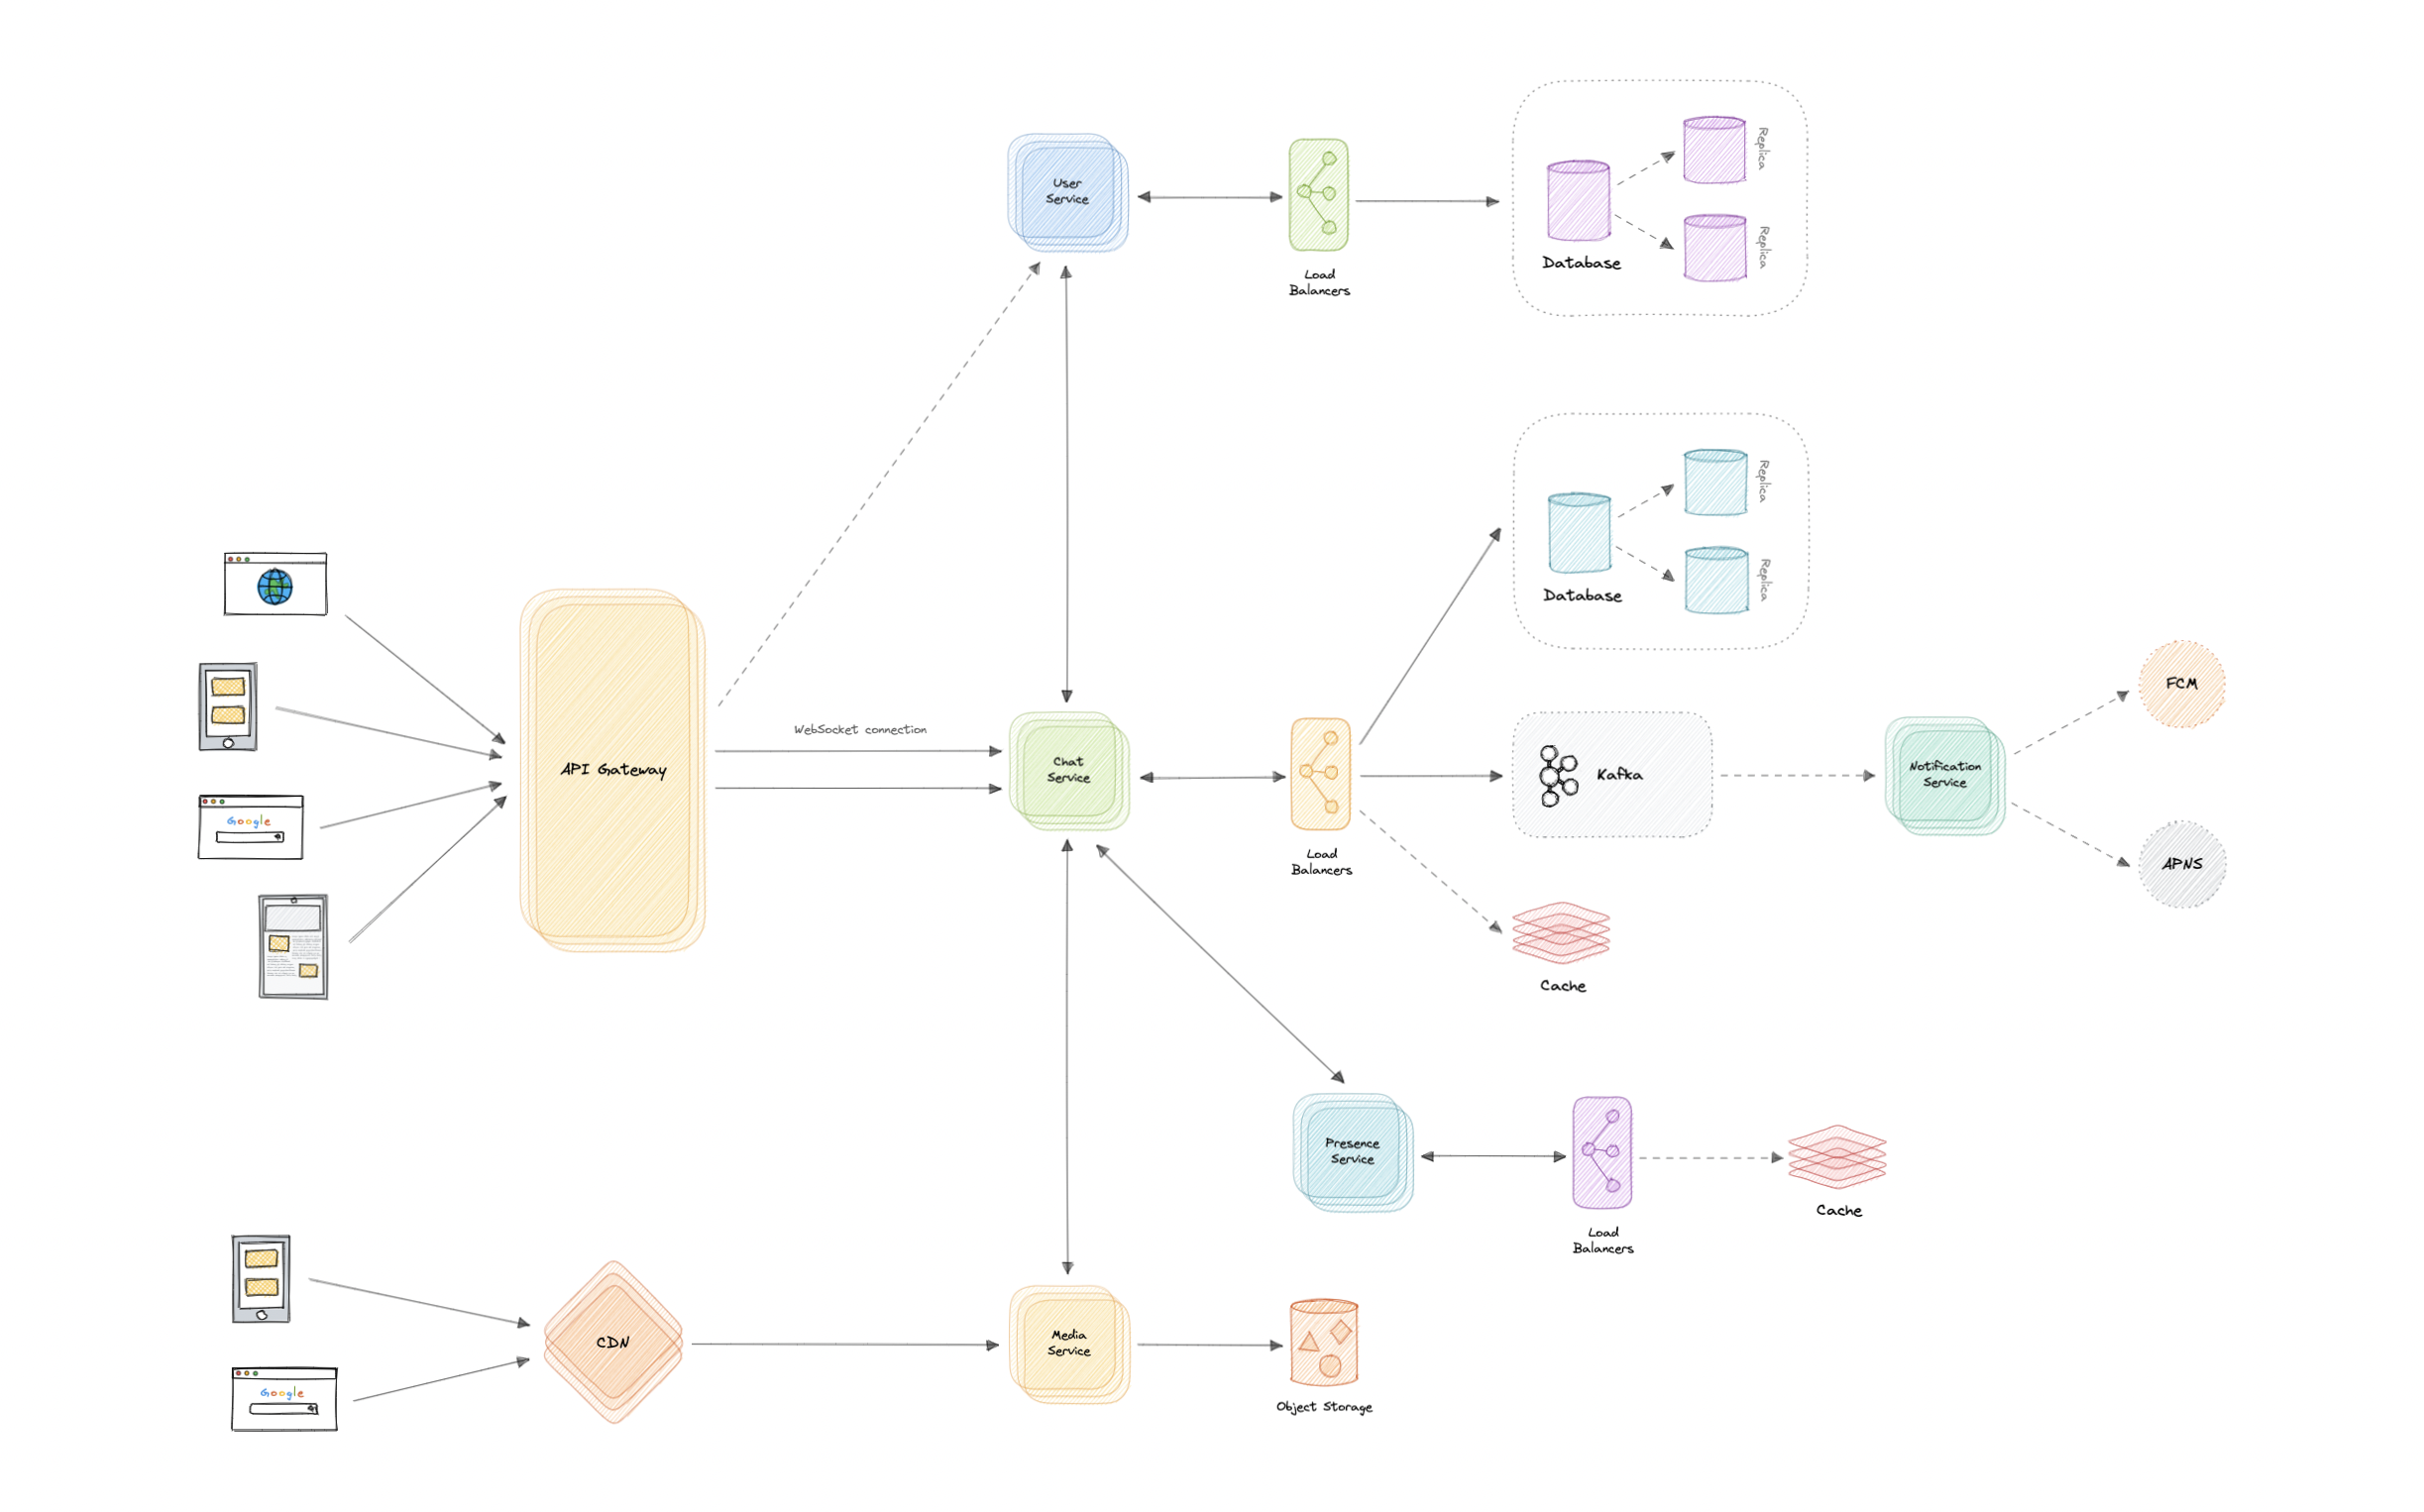 User
Service
Load
Balancers
Database
Replica
Replica
Database
Replica
Replica
API Gateway
WebSocket connection
Chat
Service
Load
Balancers
Kafka
Notification
Service
FCM
APNS
Google
Cache
Presence
Service
Load
Balancers
Cache
CDN
Google
Media
Service
Object Storage